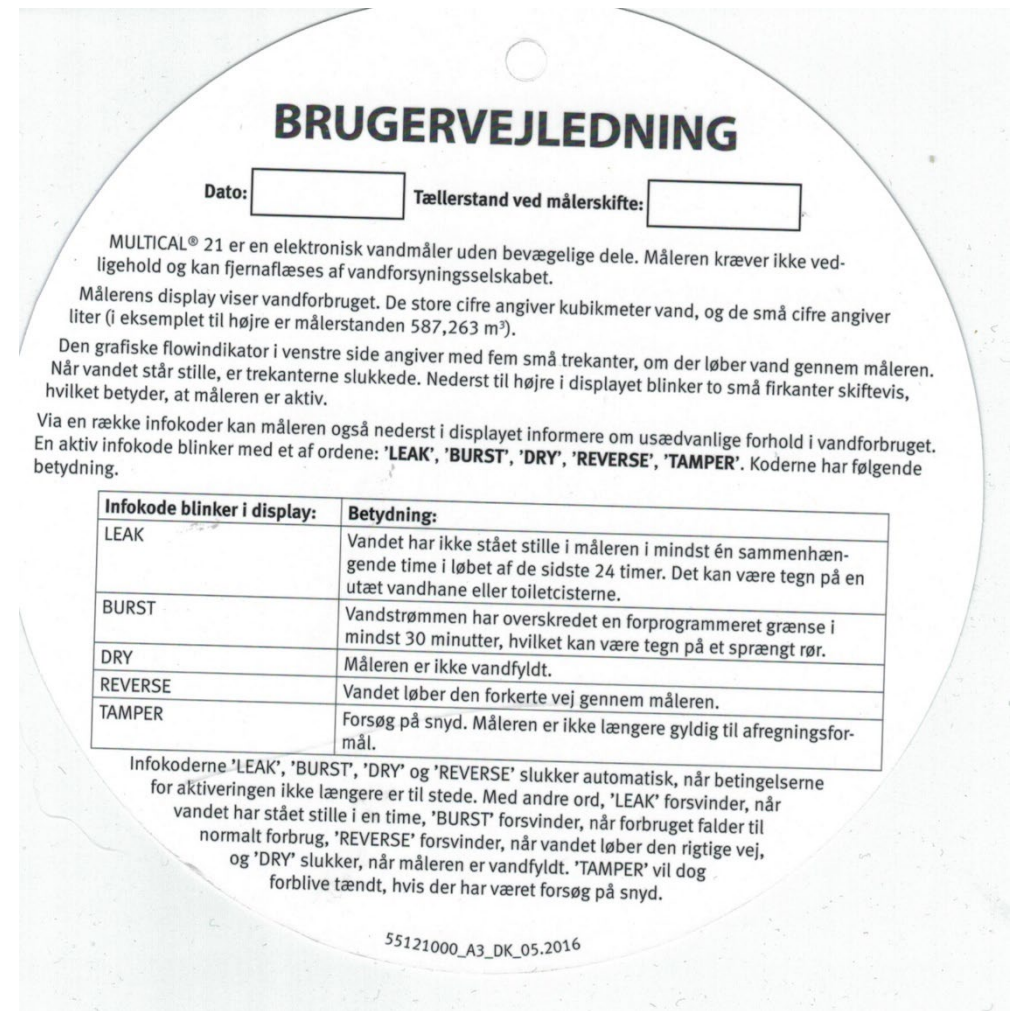 BRUGERVEJLEDNING
Dato: Tællerstand ved målerskifte:
MULTICAL® 21 er en elektronisk vandmåler uden bevægelige dele. Måleren kræver ikke ved-
ligehold og kan fjernaflæses af vandforsyningsselskabet.
Målerens display viser vandforbruget. De store cifre angiver kubikmeter vand, og de små cifre angiver
liter (i eksemplet til højre er målerstanden 587,263 m³).
Den grafiske flowindikator i venstre side angiver med fem små trekanter, om der løber vand gennem måleren.
Når vandet står stille, er trekanterne slukkede. Nederst til højre i displayet blinker to små firkanter skiftevis,
hvilket betyder, at måleren er aktiv.
Via en række infokoder kan måleren også nederst i displayet informere om usædvanlige forhold i vandforbruget.
En aktiv infokode blinker med et af ordene: 'LEAK', 'BURST', 'DRY', 'REVERSE', 'TAMPER'. Koderne har følgende
betydning.
Infokode blinker i display: Betydning:
LEAK Vandet har ikke stået stille i måleren i mindst én sammenhæn-
gende time i løbet af de sidste 24 timer. Det kan være tegn på en
utæt vandhane eller toiletcisterne.
BURST Vandstrømmen har overskredet en forprogrammeret grænse i
mindst 30 minutter, hvilket kan være tegn på et sprængt rør.
DRY Måleren er ikke vandfyldt.
REVERSE Vandet løber den forkerte vej gennem måleren.
TAMPER Forsøg på snyd. Måleren er ikke længere gyldig til afregningsfor-
mål.
Infokoderne 'LEAK', 'BURST', 'DRY' og 'REVERSE' slukker automatisk, når betingelserne
for aktiveringen ikke længere er til stede. Med andre ord, 'LEAK' forsvinder, når
vandet har stået stille i en time, 'BURST' forsvinder, når forbruget falder til
normalt forbrug, 'REVERSE' forsvinder, når vandet løber den rigtige vej,
og 'DRY' slukker, når måleren er vandfyldt. 'TAMPER' vil dog
forblive tændt, hvis der har været forsøg på snyd.
55121000_A3_DK_05.2016